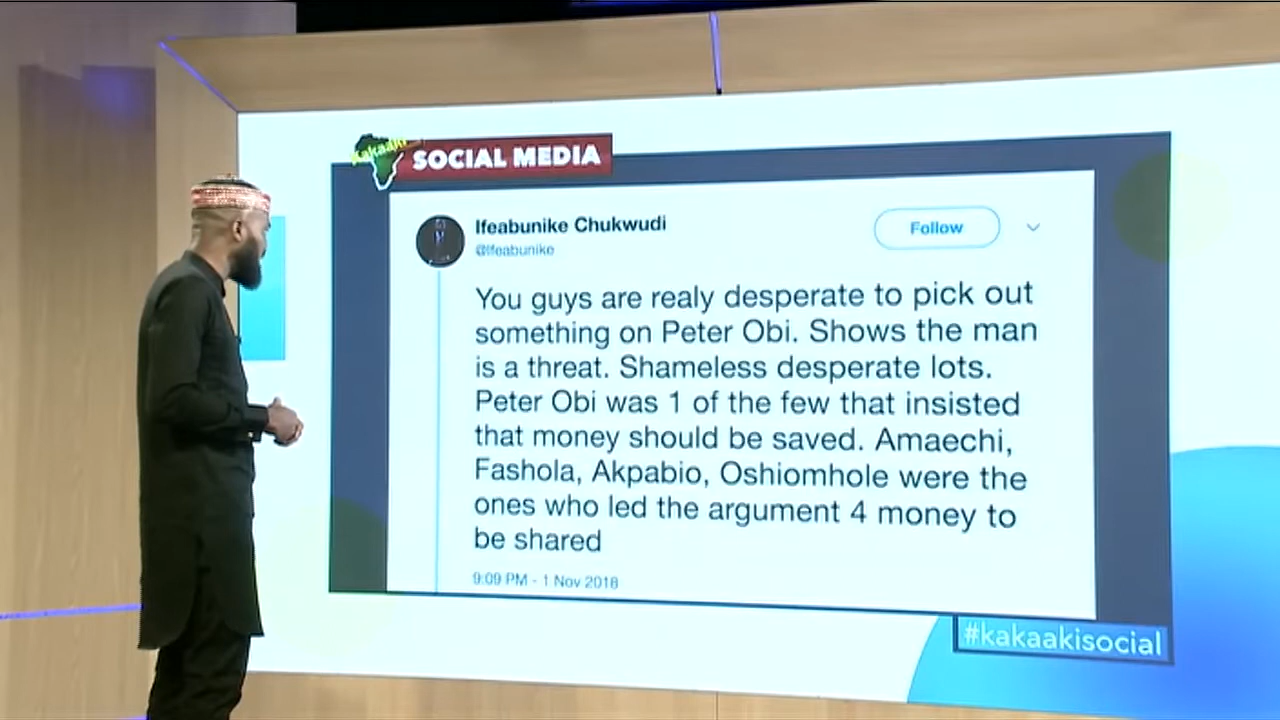 Kakaaki
SOCIAL MEDIA
Ifeabunike Chukwudi
@Ifeabunike
Follow
You guys are realy desperate to pick out
something on Peter Obi. Shows the man
is a threat. Shameless desperate lots.
Peter Obi was 1 of the few that insisted
that money should be saved. Amaechi,
Fashola, Akpabio, Oshiomhole were the
ones who led the argument 4 money to
be shared
9:09 PM - 1 Nov 2018
#kakaakisocial